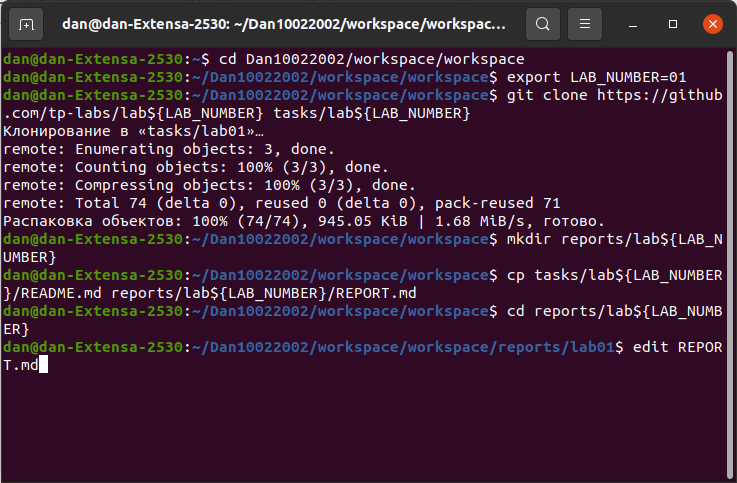 dan@dan-Extensa-2530: ~/Dan10022002/workspace/workspac…
dan@dan-Extensa-2530:~$ cd Dan10022002/workspace/workspace
dan@dan-Extensa-2530:~/Dan10022002/workspace/workspace$ export LAB_NUMBER=01
dan@dan-Extensa-2530:~/Dan10022002/workspace/workspace$ git clone https://github
.com/tp-labs/lab${LAB_NUMBER} tasks/lab${LAB_NUMBER}
Клонирование в «tasks/lab01»…
remote: Enumerating objects: 3, done.
remote: Counting objects: 100% (3/3), done.
remote: Compressing objects: 100% (3/3), done.
remote: Total 74 (delta 0), reused 0 (delta 0), pack-reused 71
Распаковка объектов: 100% (74/74), 945.05 KiB | 1.68 MiB/s, готово.
dan@dan-Extensa-2530:~/Dan10022002/workspace/workspace$ mkdir reports/lab${LAB_N
UMBER}
dan@dan-Extensa-2530:~/Dan10022002/workspace/workspace$ cp tasks/lab${LAB_NUMBER
}/README.md reports/lab${LAB_NUMBER}/REPORT.md
dan@dan-Extensa-2530:~/Dan10022002/workspace/workspace$ cd reports/lab${LAB_NUMB
ER}
dan@dan-Extensa-2530:~/Dan10022002/workspace/workspace/reports/lab01$ edit REPOR
T.md